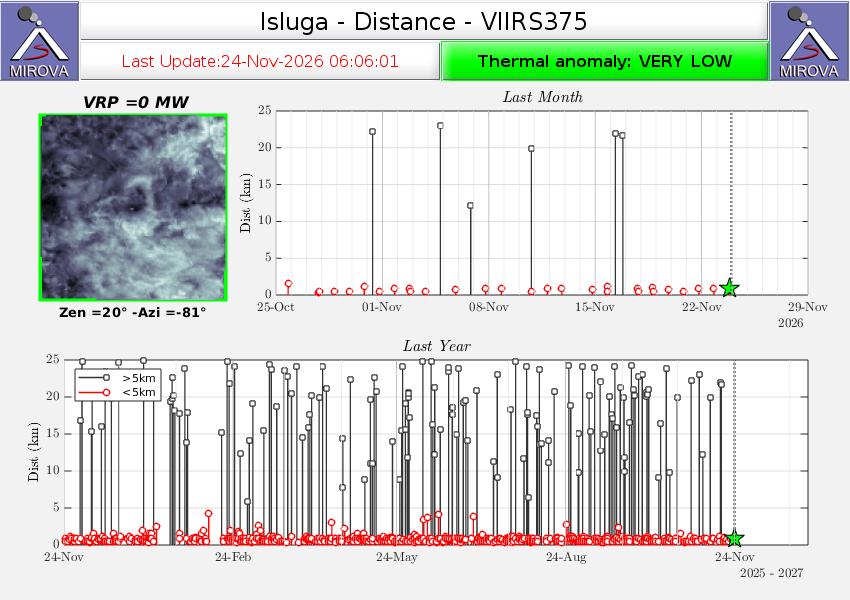 Isluga - Distance - VIIRS375
MIROVA
Last Update:24-Nov-2026 06:06:01
Thermal anomaly: VERY LOW
MIROVA
VRP =0 MW
Zen =20° -Azi =-81°
Last Month
Dist (km)
25
20
15
10
5
0
25-Oct
01-Nov
08-Nov
15-Nov
22-Nov
29-Nov
2026
Last Year
Dist (km)
25
20
15
10
5
0
>5km
<5km
24-Nov
24-Feb
24-May
24-Aug
24-Nov
2025 - 2027